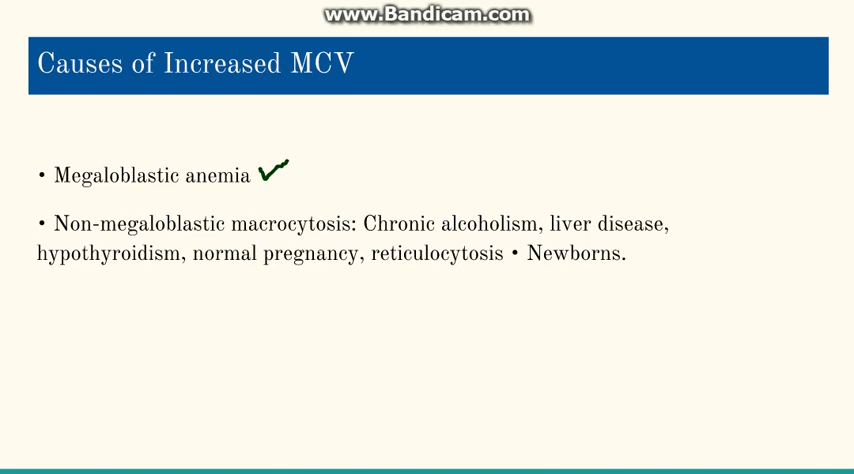 www.Bandicam.com
Causes of Increased MCV
• Megaloblastic anemia
• Non-megaloblastic macrocytosis: Chronic alcoholism, liver disease,
hypothyroidism, normal pregnancy, reticulocytosis • Newborns.